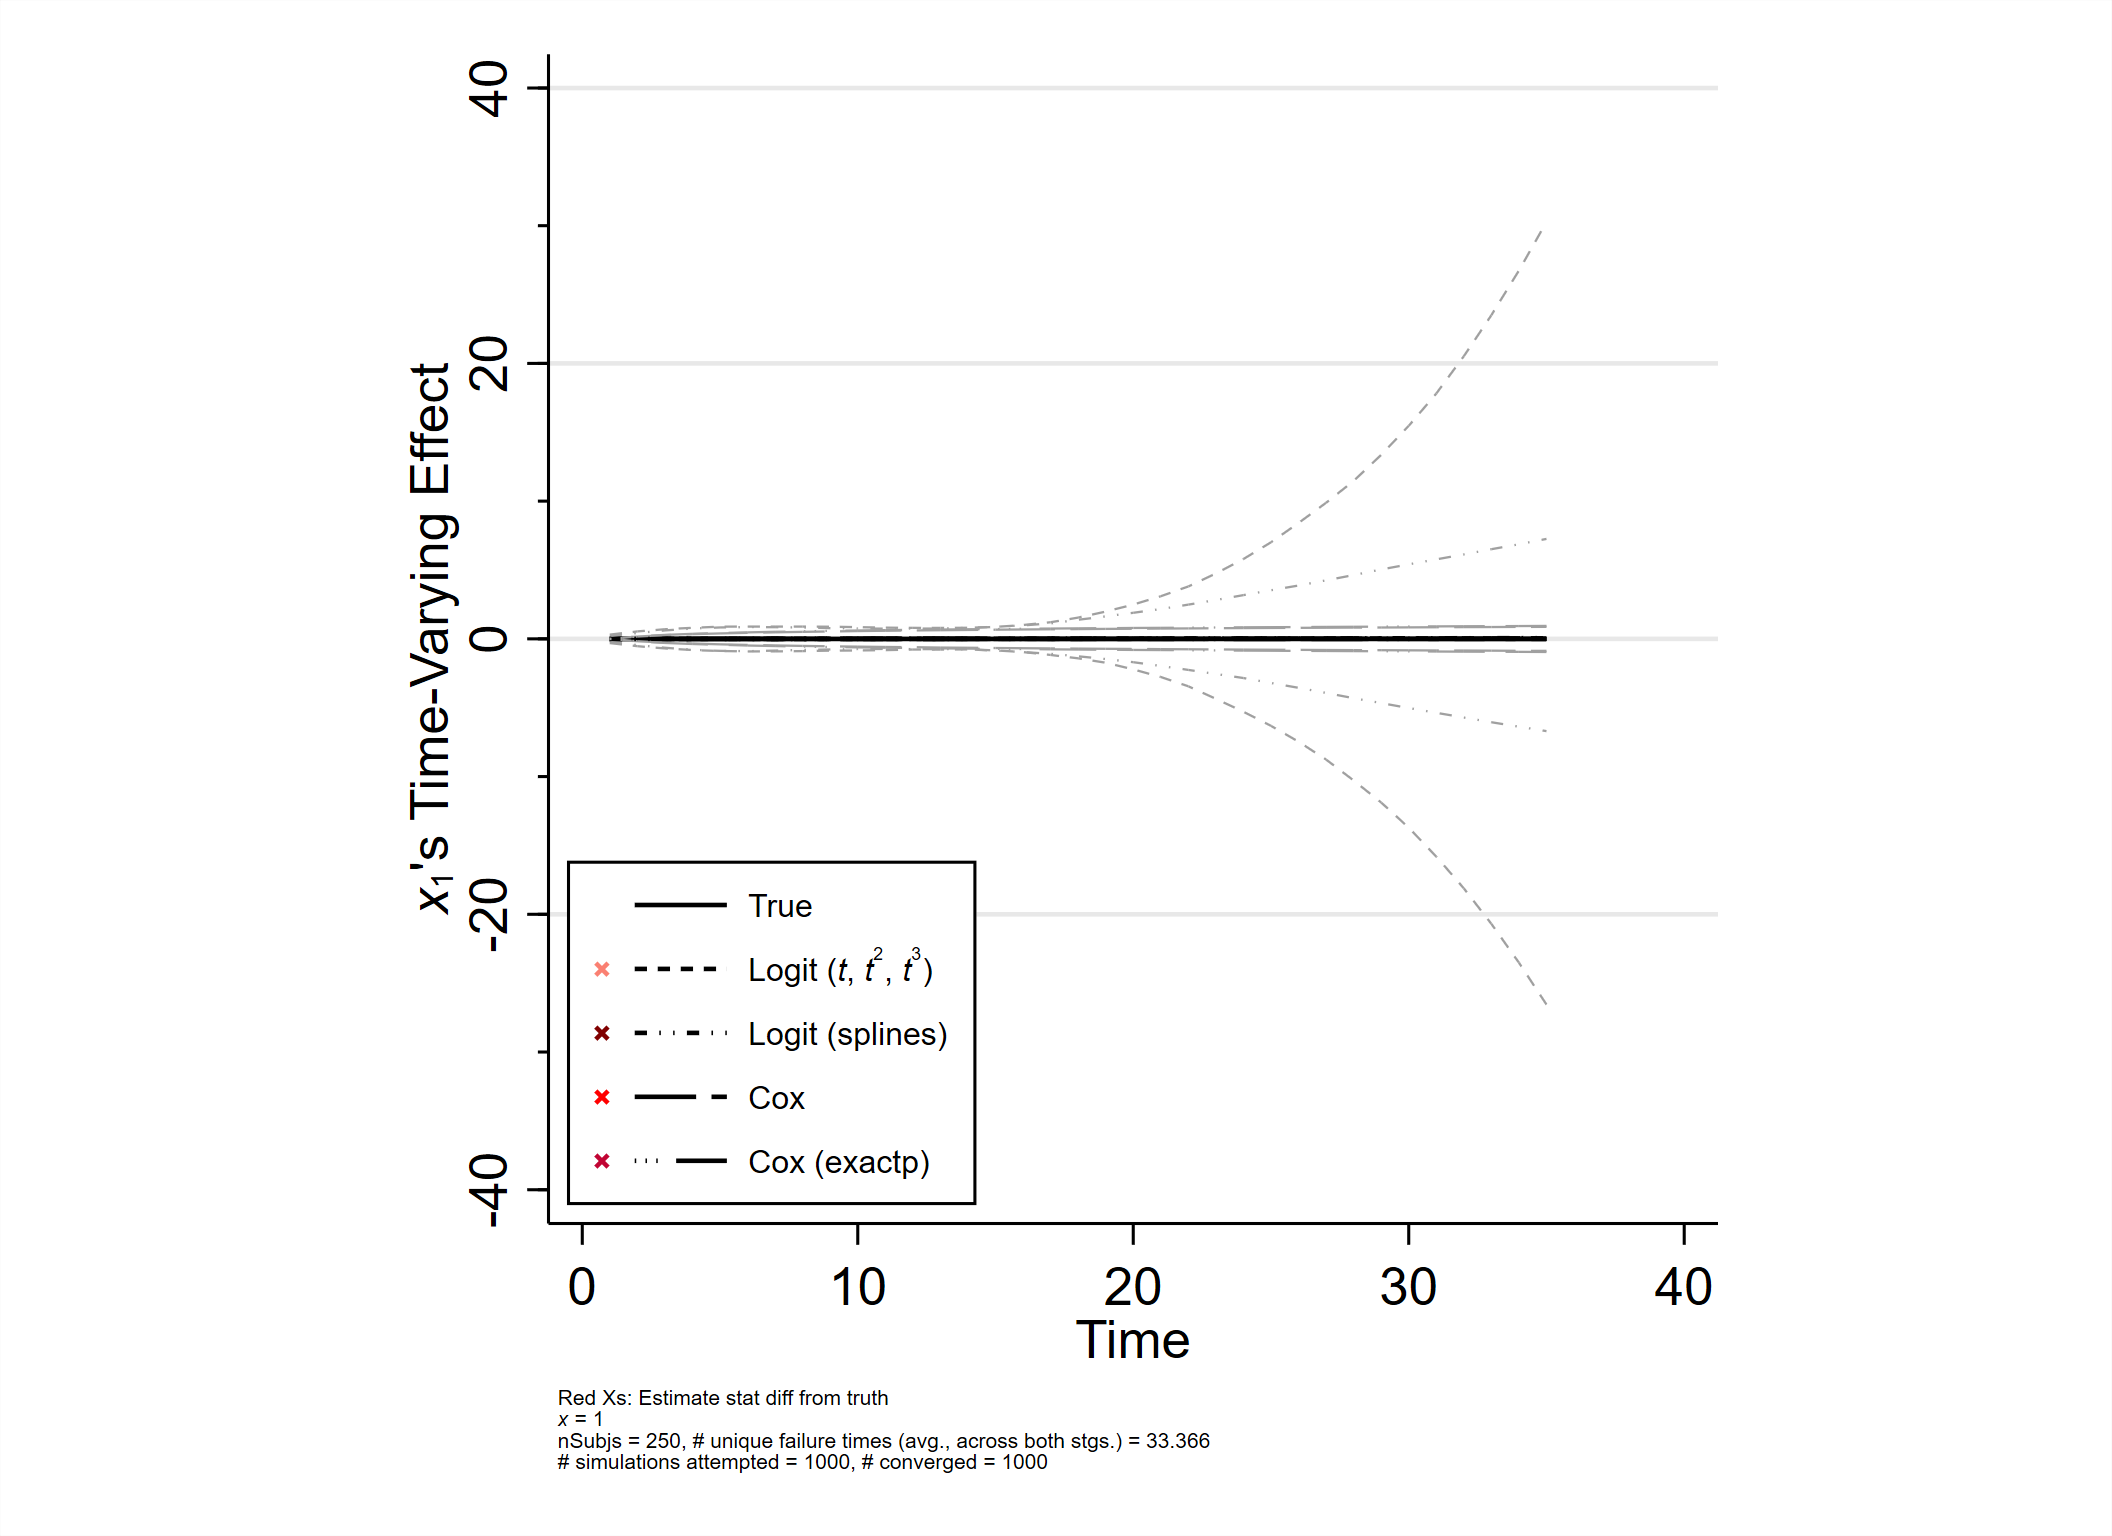 40
20
0
-20
-40
x₁'s Time-Varying Effect
True
Logit (t, t², t³)
Logit (splines)
Cox
Cox (exactp)
0 10 20 30 40
Time
Red Xs: Estimate stat diff from truth
x = 1
nSubjs = 250, # unique failure times (avg., across both stgs.) = 33.366
# simulations attempted = 1000, # converged = 1000